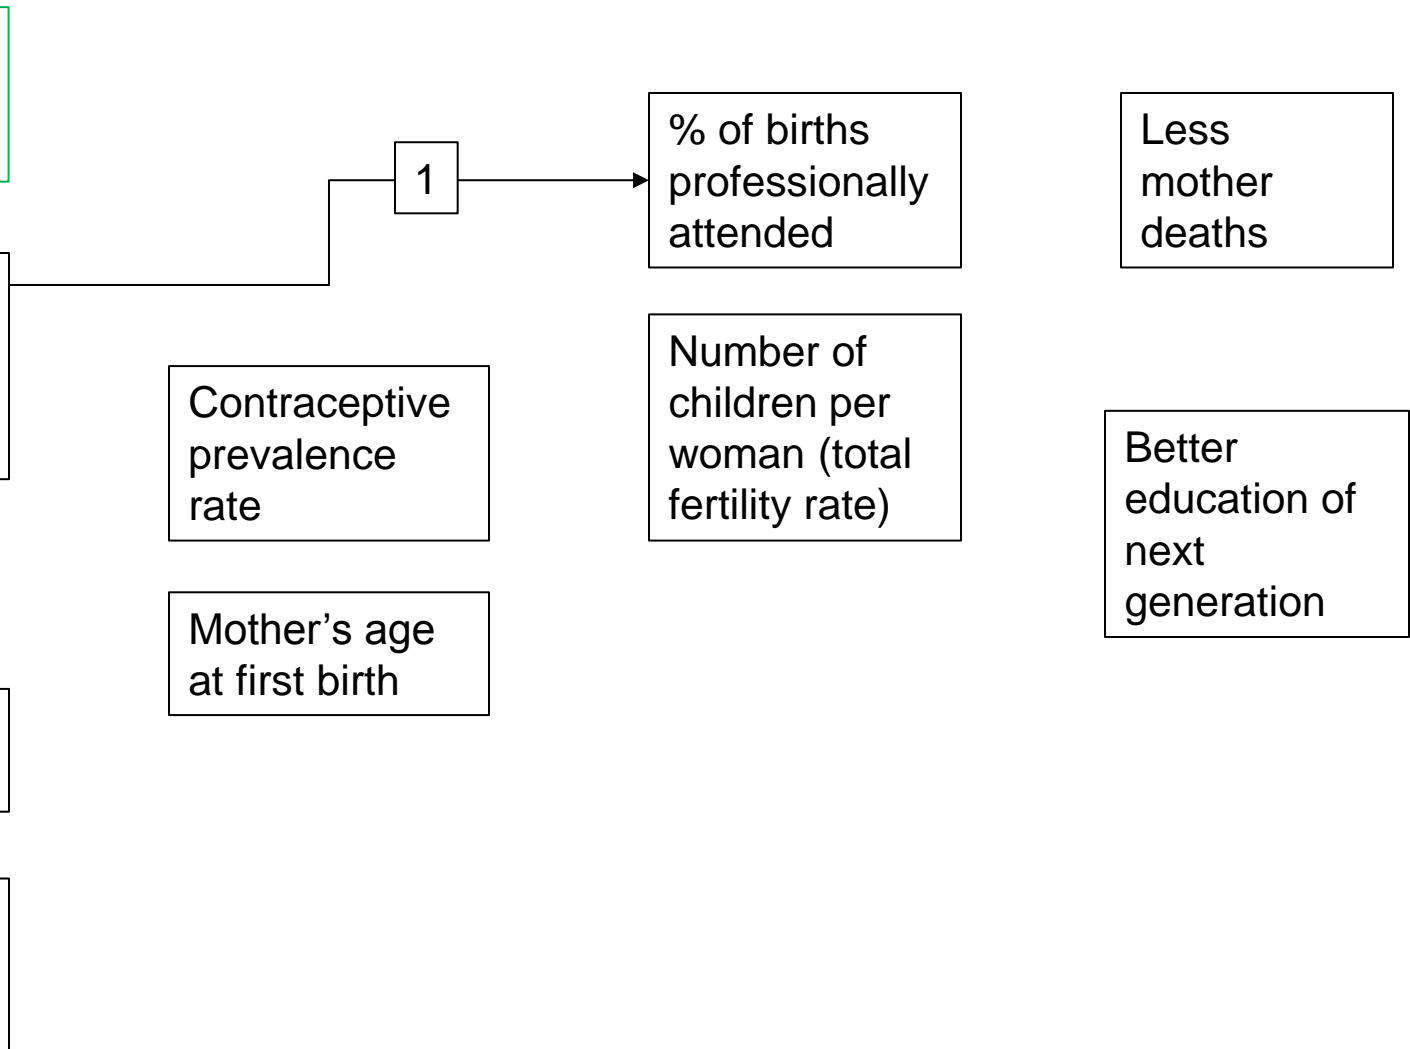 1
% of births
professionally
attended
Less
mother
deaths
Contraceptive
prevalence
rate
Number of
children per
woman (total
fertility rate)
Better
education of
next
generation
Mother’s age
at first birth